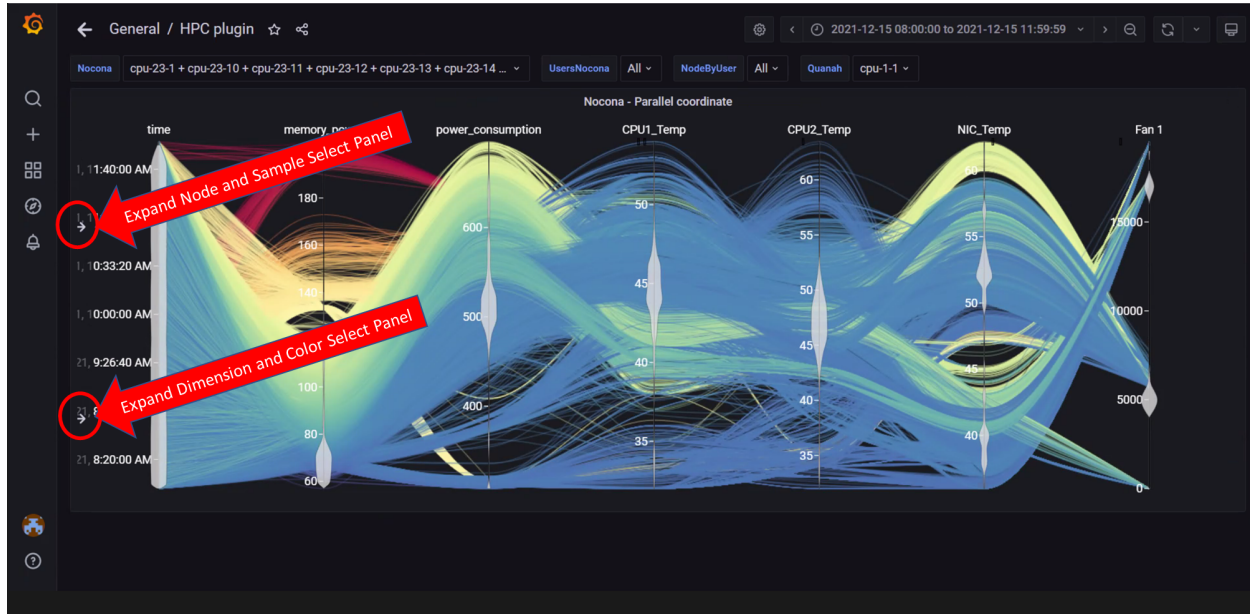 General / HPC plugin
2021-12-15 08:00:00 to 2021-12-15 11:59:59
Nocona cpu-23-1 + cpu-23-10 + cpu-23-11 + cpu-23-12 + cpu-23-13 + cpu-23-14 ... UsersNocona All NodeByUser All Quanah cpu-1-1
Nocona - Parallel coordinate
time power_consumption CPU1_Temp CPU2_Temp NIC_Temp Fan 1
Expand Node and Sample Select Panel
11:40:00 AM
10:33:20 AM
10:00:00 AM
21, 9:26:40 AM
21, 8:20:00 AM
180
160
140
100
80
60
600
500
400
50
45
40
35
60
55
50
45
40
35
60
55
50
45
40
15000
10000
5000
0
Expand Dimension and Color Select Panel